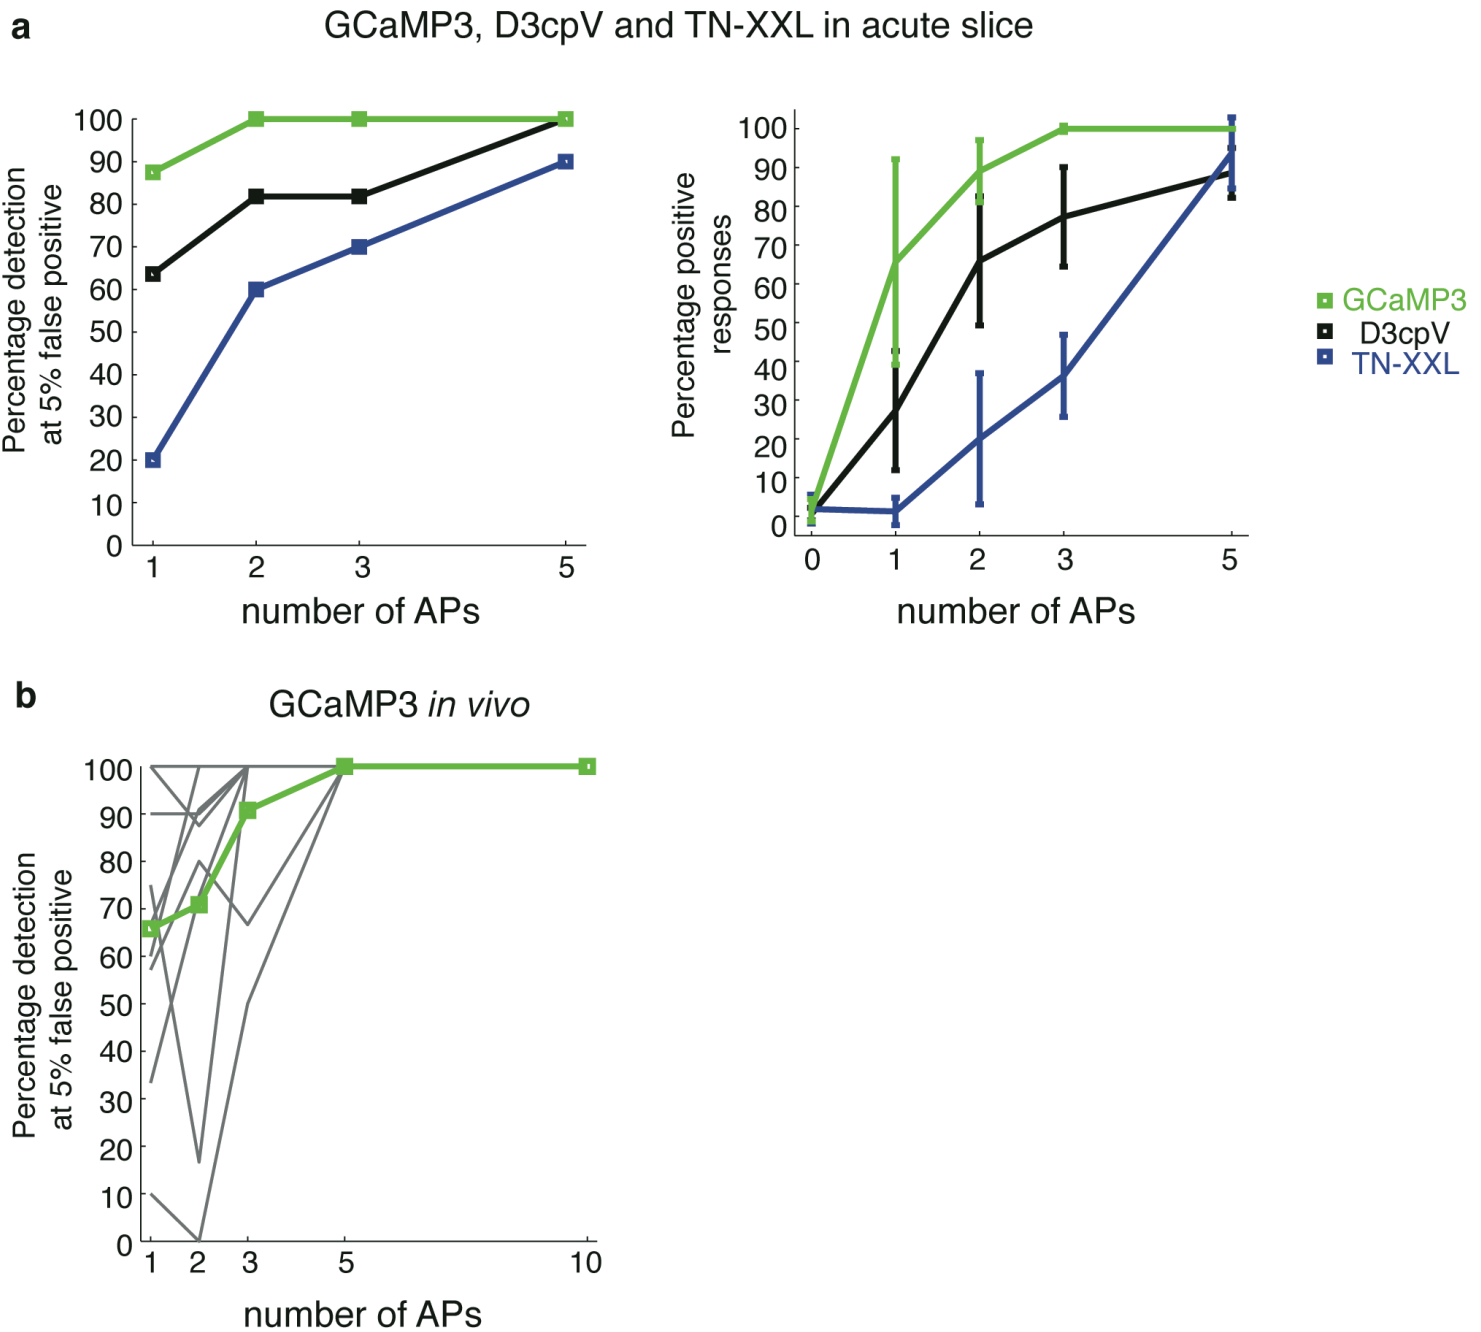 a
GCaMP3, D3cpV and TN-XXL in acute slice
Percentage detection
at 5% false positive
100
90
80
70
60
50
40
30
20
10
0
1 2 3 5
number of APs
Percentage positive
responses
100
90
80
70
60
50
40
30
20
10
0
0 1 2 3 5
number of APs
GCaMP3
D3cpV
TN-XXL
b
GCaMP3 in vivo
Percentage detection
at 5% false positive
100
90
80
70
60
50
40
30
20
10
0
1 2 3 5 10
number of APs